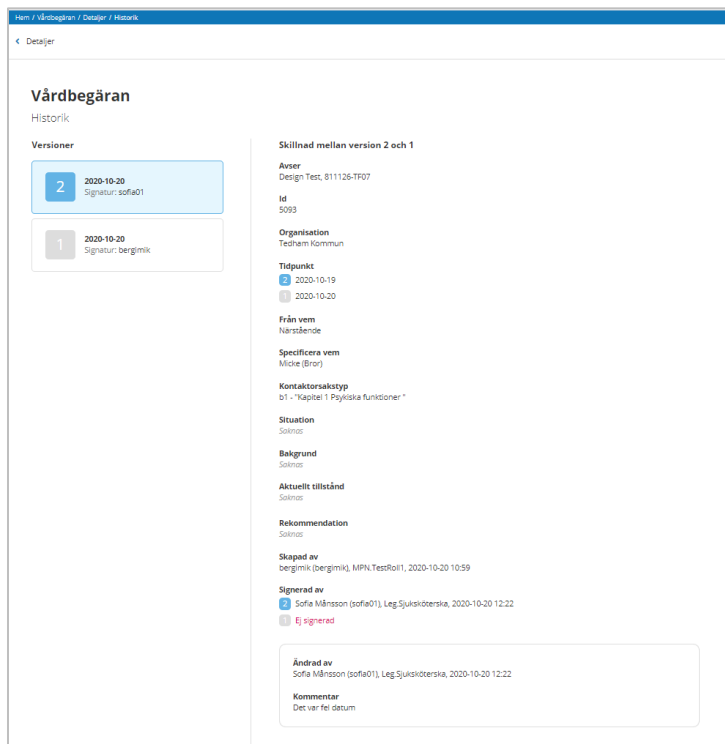 Hem / Vårdbegäran / Detaljer / Historik
Detaljer
Vårdbegäran
Historik
Versioner
2
2020-10-20
Signatur: sofia01
1
2020-10-20
Signatur: bergimik
Skillnad mellan version 2 och 1
Avser
Design Test, 811126-TF07
Id
5093
Organisation
Tedham Kommun
Tidpunkt
2 2020-10-19
1 2020-10-20
Från vem
Närstående
Specificera vem
Micke (Bror)
Kontaktorsakstyp
b1 - "Kapitel 1 Psykiska funktioner "
Situation
Saknas
Bakgrund
Saknas
Aktuellt tillstånd
Saknas
Rekommendation
Saknas
Skapad av
bergimik (bergimik), MPN.TestRoll1, 2020-10-20 10:59
Signerad av
2 Sofia Månsson (sofia01), Leg.Sjuksköterska, 2020-10-20 12:22
1 Ej signerad
Ändrad av
Sofia Månsson (sofia01), Leg.Sjuksköterska, 2020-10-20 12:22
Kommentar
Det var fel datum